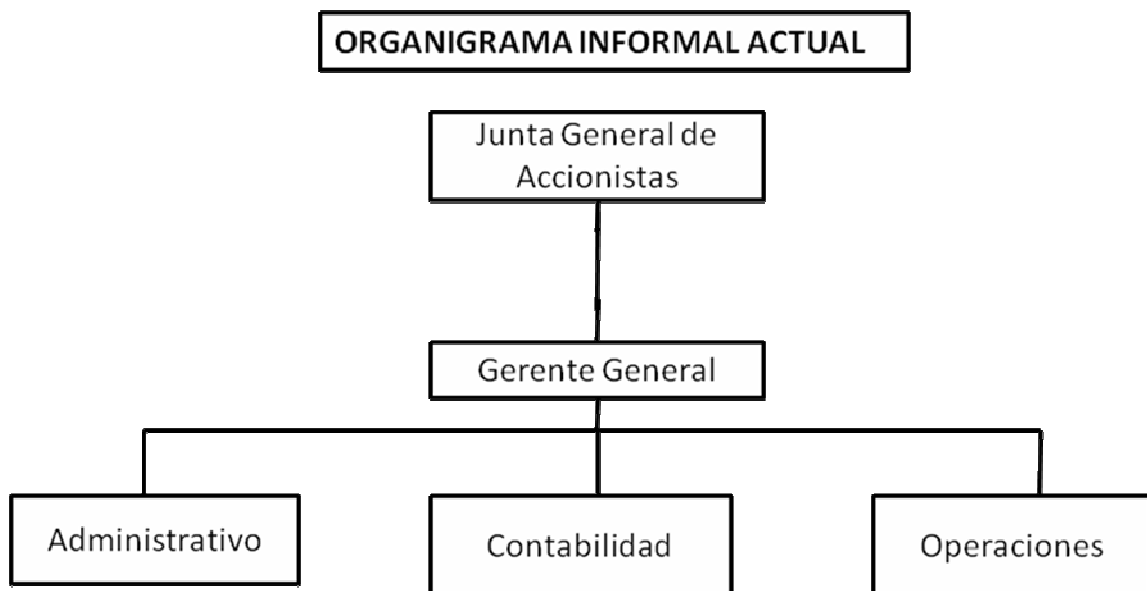 ORGANIGRAMA INFORMAL ACTUAL
Junta General de
Accionistas
Gerente General
Administrativo
Contabilidad
Operaciones